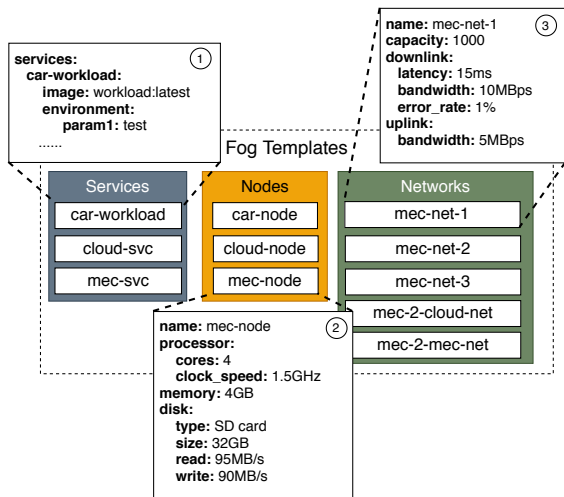 services:
car-workload:
image: workload:latest
environment:
param1: test
......
1
name: mec-net-1
capacity: 1000
downlink:
latency: 15ms
bandwidth: 10MBps
error_rate: 1%
uplink:
bandwidth: 5MBps
3
Fog Templates
Services
car-workload
cloud-svc
mec-svc
Nodes
car-node
cloud-node
mec-node
Networks
mec-net-1
mec-net-2
mec-net-3
mec-2-cloud-net
mec-2-mec-net
name: mec-node
processor:
cores: 4
clock_speed: 1.5GHz
memory: 4GB
disk:
type: SD card
size: 32GB
read: 95MB/s
write: 90MB/s
2